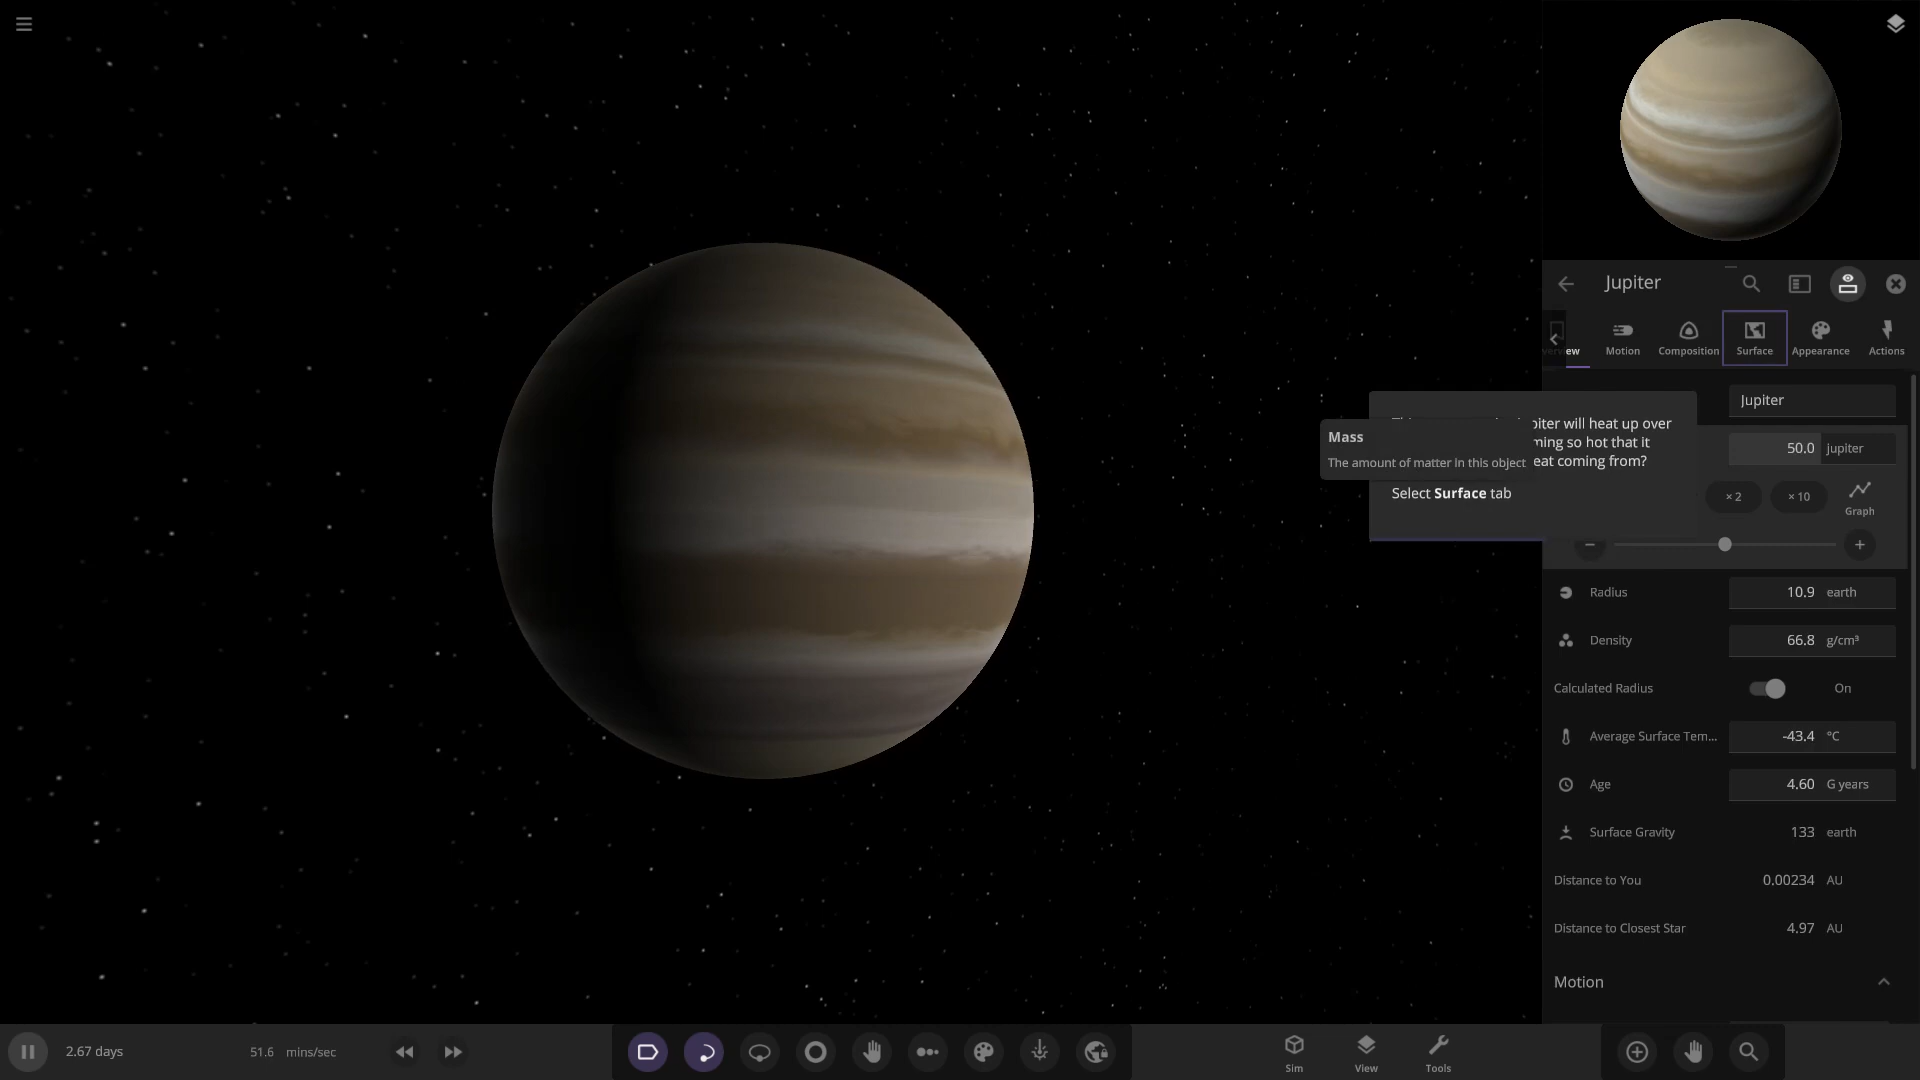 Jupiter
ew
Motion
Composition
Surface
Appearance
Actions
Jupiter
piter will heat up over
Mass
ming so hot that it
50.0 jupiter
The amount of matter in this object
eat coming from?
Select Surface tab
× 2
× 10
Graph
Radius 10.9 earth
Density 66.8 g/cm³
Calculated Radius On
Average Surface Tem... -43.4 °C
Age 4.60 G years
Surface Gravity 133 earth
Distance to You 0.00234 AU
Distance to Closest Star 4.97 AU
Motion
2.67 days
51.6 mins/sec
Sim
View
Tools